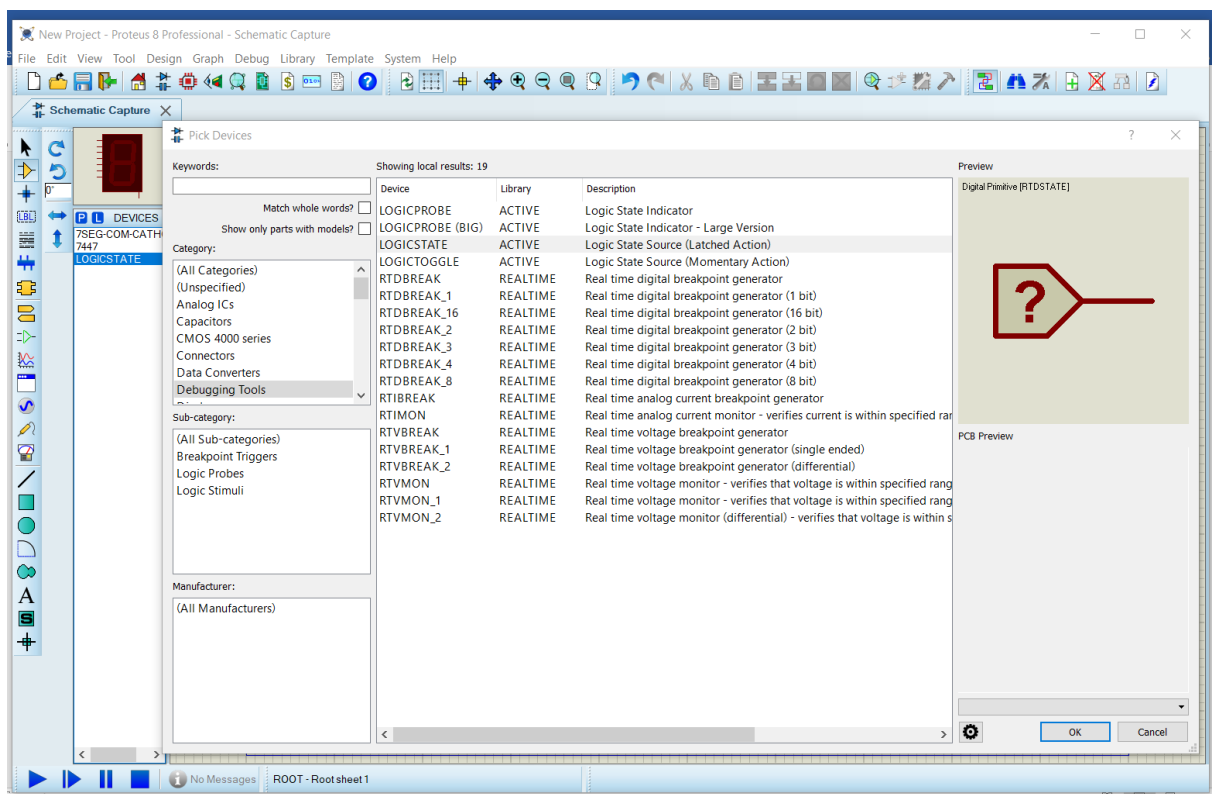 New Project - Proteus 8 Professional - Schematic Capture
File Edit View Tool Design Graph Debug Library Template System Help
Schematic Capture
Pick Devices
0°
P L DEVICES
7SEG-COM-CATH
7447
LOGICSTATE
Keywords:
Match whole words?
Show only parts with models?
Category:
(All Categories)
(Unspecified)
Analog ICs
Capacitors
CMOS 4000 series
Connectors
Data Converters
Debugging Tools
Sub-category:
(All Sub-categories)
Breakpoint Triggers
Logic Probes
Logic Stimuli
Manufacturer:
(All Manufacturers)
Showing local results: 19
Device Library Description
LOGICPROBE ACTIVE Logic State Indicator
LOGICPROBE (BIG) ACTIVE Logic State Indicator - Large Version
LOGICSTATE ACTIVE Logic State Source (Latched Action)
LOGICTOGGLE ACTIVE Logic State Source (Momentary Action)
RTDBREAK REALTIME Real time digital breakpoint generator
RTDBREAK_1 REALTIME Real time digital breakpoint generator (1 bit)
RTDBREAK_16 REALTIME Real time digital breakpoint generator (16 bit)
RTDBREAK_2 REALTIME Real time digital breakpoint generator (2 bit)
RTDBREAK_3 REALTIME Real time digital breakpoint generator (3 bit)
RTDBREAK_4 REALTIME Real time digital breakpoint generator (4 bit)
RTDBREAK_8 REALTIME Real time digital breakpoint generator (8 bit)
RTIBREAK REALTIME Real time analog current breakpoint generator
RTIMON REALTIME Real time analog current monitor - verifies current is within specified rar
RTVBREAK REALTIME Real time voltage breakpoint generator
RTVBREAK_1 REALTIME Real time voltage breakpoint generator (single ended)
RTVBREAK_2 REALTIME Real time voltage breakpoint generator (differential)
RTVMON REALTIME Real time voltage monitor - verifies that voltage is within specified rang
RTVMON_1 REALTIME Real time voltage monitor - verifies that voltage is within specified rang
RTVMON_2 REALTIME Real time voltage monitor (differential) - verifies that voltage is within s
Preview
Digital Primitive [RTDSTATE]
?
PCB Preview
OK Cancel
LBL
A
S
No Messages ROOT - Root sheet 1